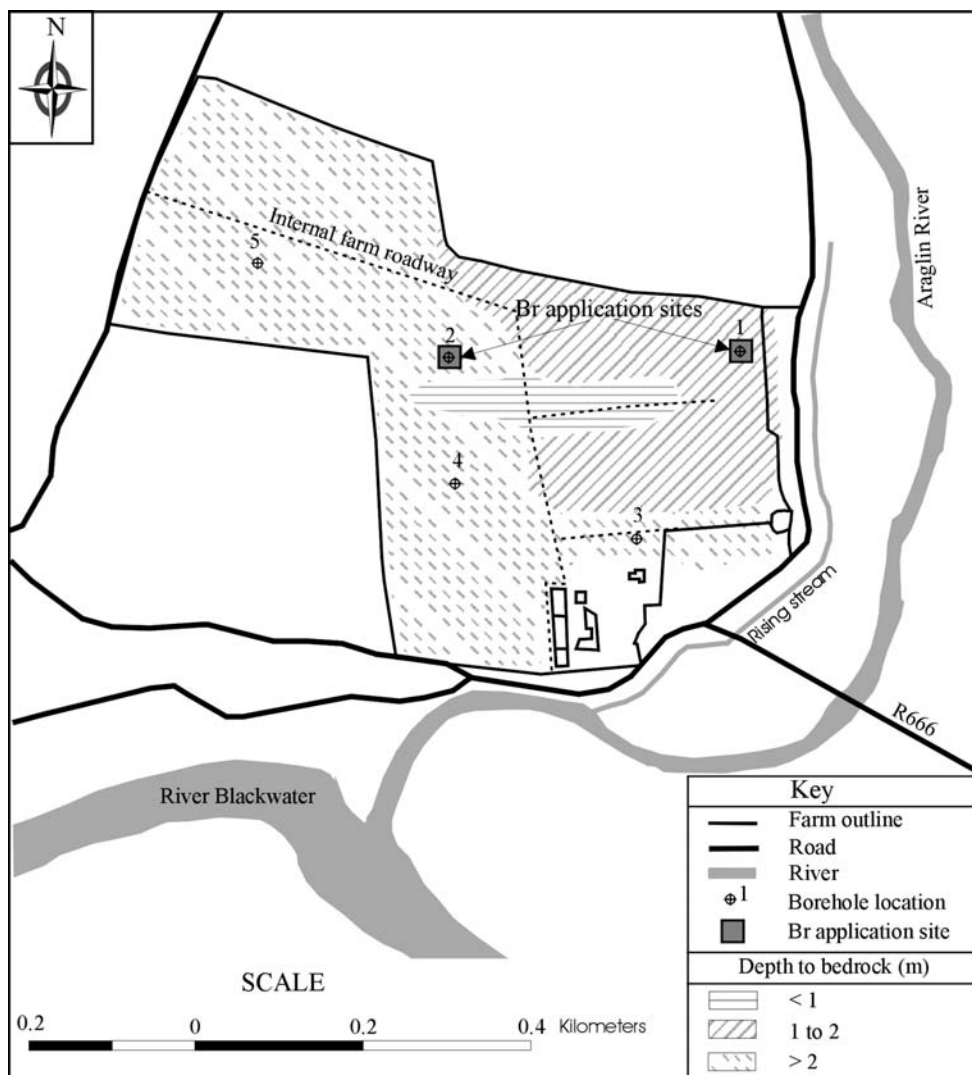 N
Araglin River
Internal farm roadway
5
Br application sites
2
1
4
3
Rising stream
R666
River Blackwater
Key
Farm outline
Road
River
1 Borehole location
Br application site
Depth to bedrock (m)
< 1
1 to 2
> 2
SCALE
0.2 0 0.2 0.4 Kilometers